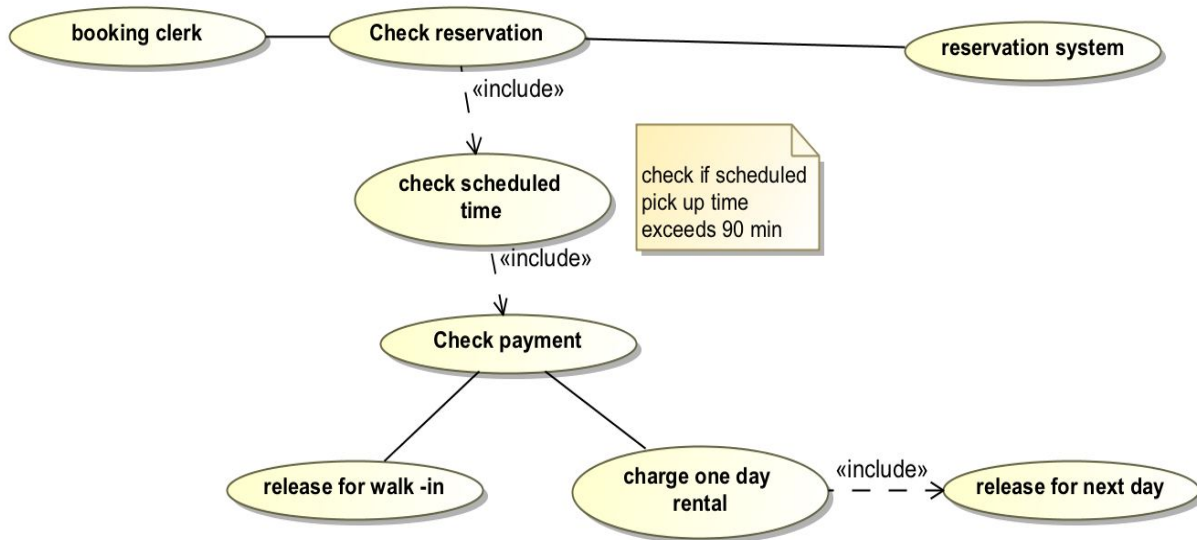 booking clerk
Check reservation
reservation system
«include»
check scheduled
time
check if scheduled
pick up time
exceeds 90 min
«include»
Check payment
release for walk -in
charge one day
rental
«include»
release for next day